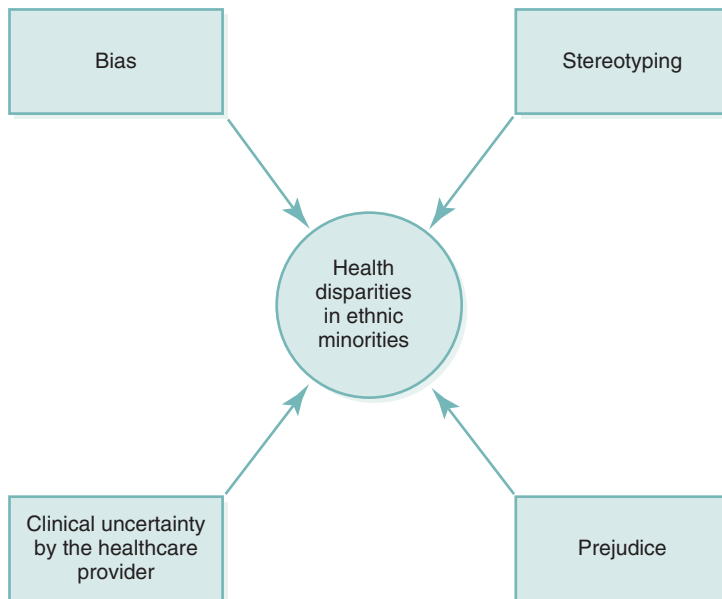 Bias
Stereotyping
Health
disparities
in ethnic
minorities
Clinical uncertainty
by the healthcare
provider
Prejudice